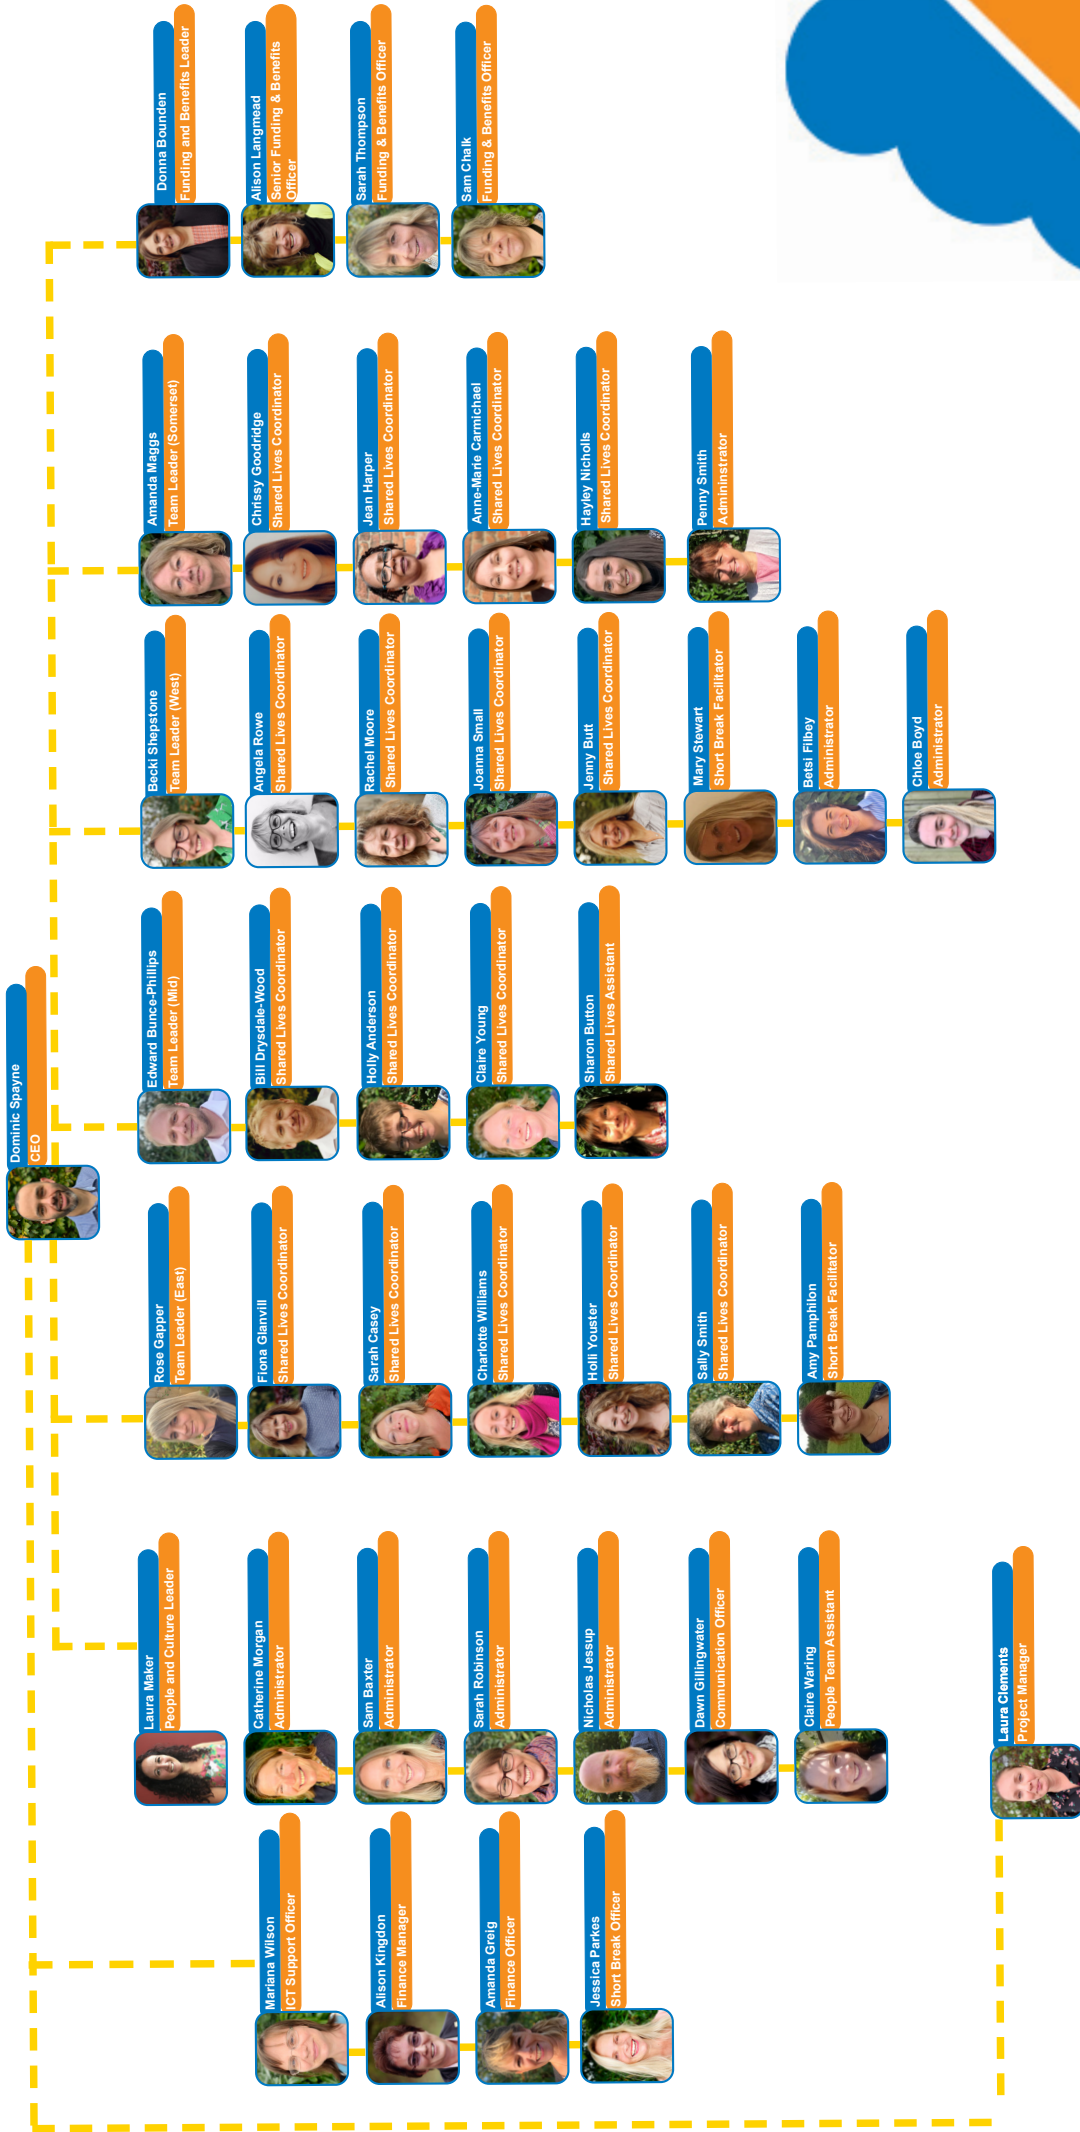 Dominic Spayne
CEO
Mariana Wilson
ICT Support Officer
Alison Kingdon
Finance Manager
Amanda Greig
Finance Officer
Jessica Parkes
Short Break Officer
Laura Maker
People and Culture Leader
Catherine Morgan
Administrator
Sam Baxter
Administrator
Sarah Robinson
Administrator
Nicholas Jessup
Administrator
Dawn Gillingwater
Communication Officer
Claire Waring
People Team Assistant
Laura Clements
Project Manager
Rose Gapper
Team Leader (East)
Fiona Glanvill
Shared Lives Coordinator
Sarah Casey
Shared Lives Coordinator
Charlotte Williams
Shared Lives Coordinator
Holli Youster
Shared Lives Coordinator
Sally Smith
Shared Lives Coordinator
Amy Pamphilon
Short Break Facilitator
Edward Bunce-Phillips
Team Leader (Mid)
Bill Drysdale-Wood
Shared Lives Coordinator
Holly Anderson
Shared Lives Coordinator
Claire Young
Shared Lives Coordinator
Sharon Button
Shared Lives Assistant
Becki Shepstone
Team Leader (West)
Angela Rowe
Shared Lives Coordinator
Rachel Moore
Shared Lives Coordinator
Joanna Small
Shared Lives Coordinator
Jenny Butt
Shared Lives Coordinator
Mary Stewart
Short Break Facilitator
Betsi Filbey
Administrator
Chloe Boyd
Administrator
Amanda Maggs
Team Leader (Somerset)
Chrissy Goodridge
Shared Lives Coordinator
Jean Harper
Shared Lives Coordinator
Anne-Marie Carmichael
Shared Lives Coordinator
Hayley Nicholls
Shared Lives Coordinator
Penny Smith
Admininstrator
Donna Bounden
Funding and Benefits Leader
Alison Langmead
Senior Funding & Benefits
Officer
Sarah Thompson
Funding & Benefits Officer
Sam Chalk
Funding & Benefits Officer